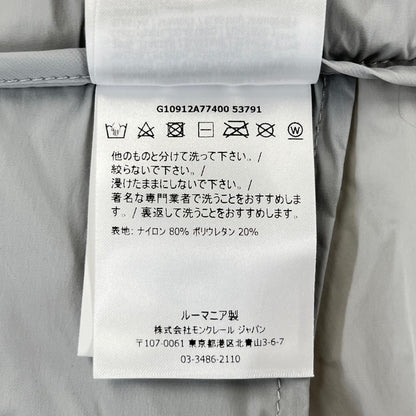 G10912A77400 53791
W
他のものと分けて洗って下さい。/
絞らないで下さい。/
浸けたままにしないで下さい。/
著名な専門業者で洗うことをおすすめしま
す。/ 裏返して洗うことをおすすめします。
表地: ナイロン 80% ポリウレタン 20%
ルーマニア製
株式会社モンクレール ジャパン
〒107-0061 東京都港区北青山3-6-7
03-3486-2110